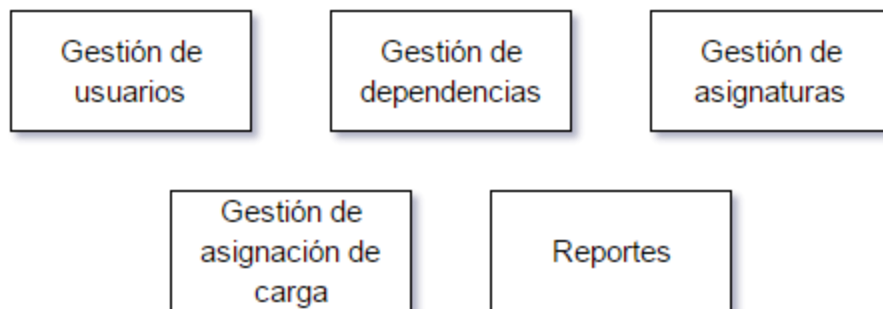 Gestión de
usuarios
Gestión de
dependencias
Gestión de
asignaturas
Gestión de
asignación de
carga
Reportes